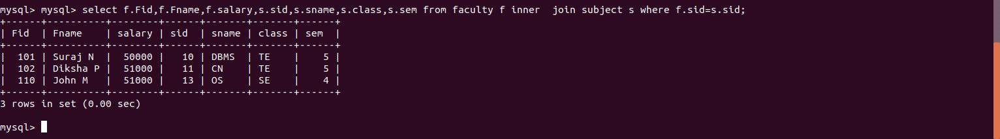 mysql> mysql> select f.Fid,f.Fname,f.salary,s.sid,s.sname,s.class,s.sem from faculty f inner  join subject s where f.sid=s.sid;
+------+----------+--------+------+-------+-------+------+
| Fid  | Fname    | salary | sid  | sname | class | sem  |
+------+----------+--------+------+-------+-------+------+
|  101 | Suraj N  |  50000 |   10 | DBMS  | TE    |    5 |
|  102 | Diksha P |  51000 |   11 | CN    | TE    |    5 |
|  110 | John M   |  51000 |   13 | OS    | SE    |    4 |
+------+----------+--------+------+-------+-------+------+
3 rows in set (0.00 sec)
mysql>